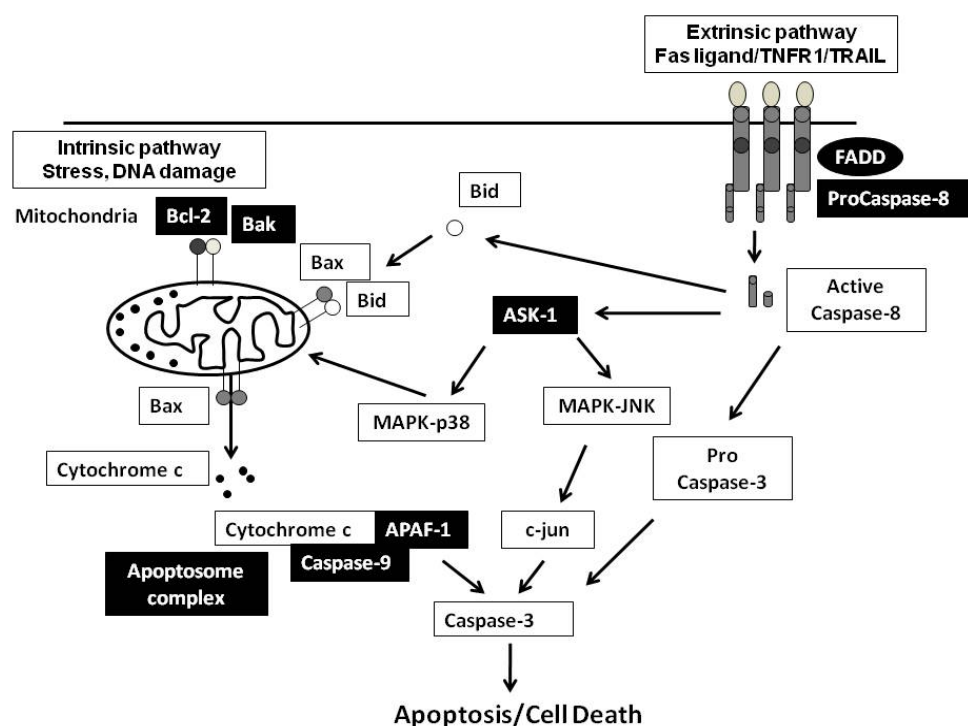 Extrinsic pathway
Fas ligand/TNFR1/TRAIL
Intrinsic pathway
Stress, DNA damage
FADD
ProCaspase-8
Mitochondria
Bcl-2
Bak
Bid
Bax
Bid
Active
Caspase-8
ASK-1
Bax
MAPK-p38
MAPK-JNK
Cytochrome c
Pro
Caspase-3
Cytochrome c
APAF-1
c-jun
Caspase-9
Apoptosome
complex
Caspase-3
Apoptosis/Cell Death